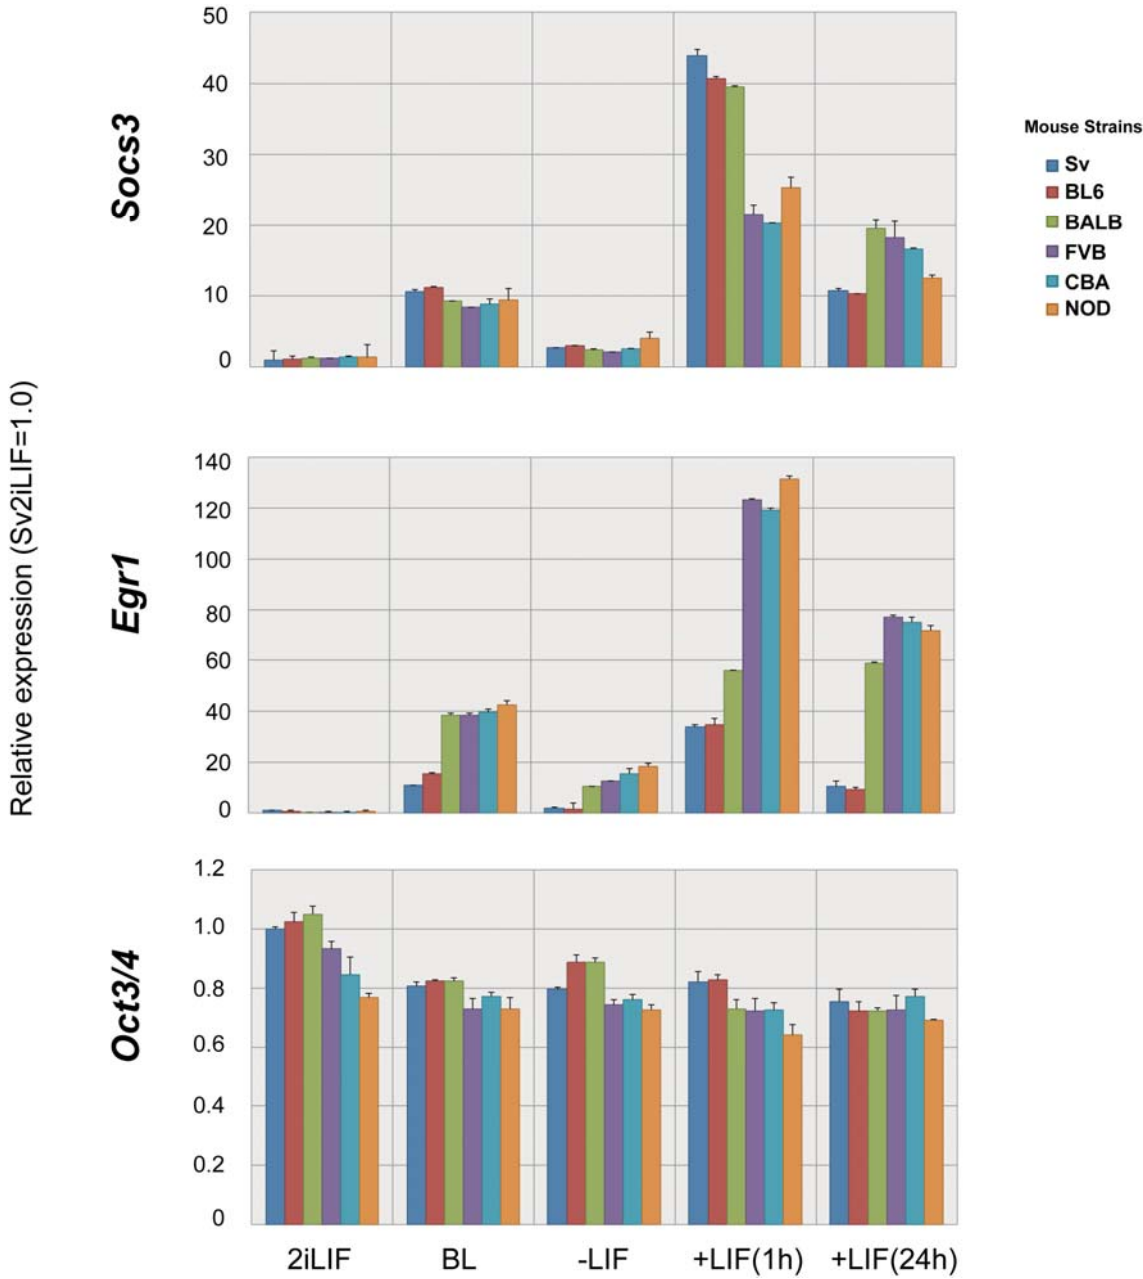 Relative expression (Sv2iLIF=1.0)
Socs3
50
40
30
20
10
0
Mouse Strains
Sv
BL6
BALB
FVB
CBA
NOD
Egr1
140
120
100
80
60
40
20
0
Oct3/4
1.2
1.0
0.8
0.6
0.4
0.2
0
2iLIF BL -LIF +LIF(1h) +LIF(24h)